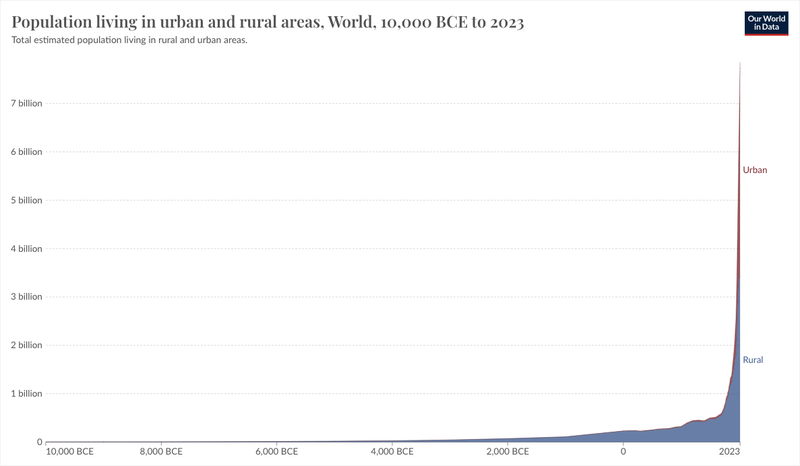 Population living in urban and rural areas, World, 10,000 BCE to 2023
Total estimated population living in rural and urban areas.
Our World
in Data
7 billion
6 billion
5 billion
4 billion
3 billion
2 billion
1 billion
0
Urban
Rural
10,000 BCE
8,000 BCE
6,000 BCE
4,000 BCE
2,000 BCE
0
2023